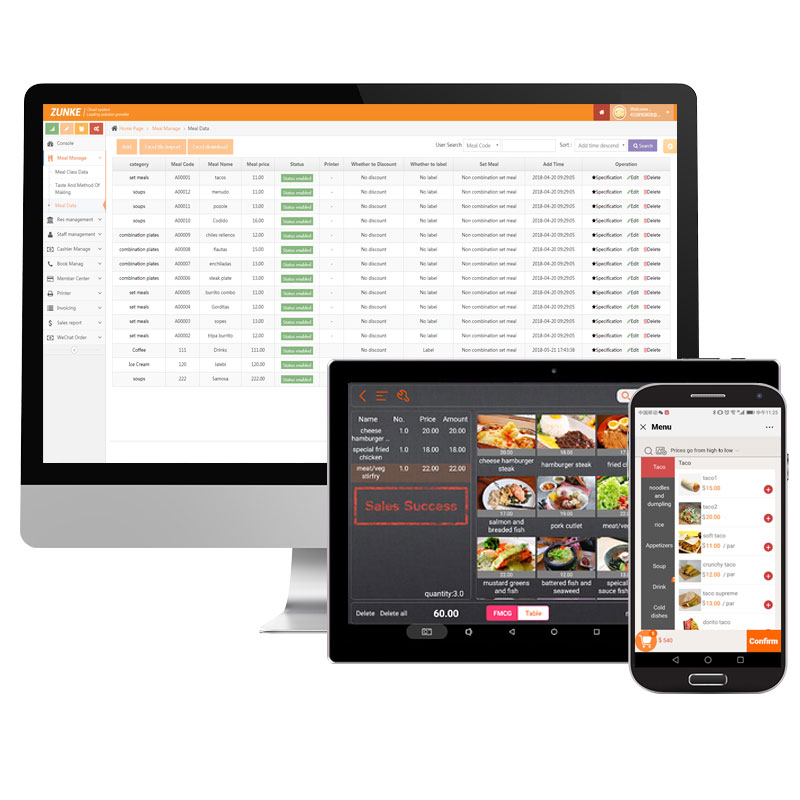 ZUNKE
Cloud system
Leading solution provider
Welcome ,
Home Page > Meal Manage > Meal Data
Console
Meal Manage
Meal Class Data
Taste And Method Of
Making
Meal Data
Res management
Staff management
Cashier Manage
Book Manag
Member Center
Printer
Invoicing
Sales report
WeChat Order
User Search Meal Code Sort : Add time descend Search
category Meal Code Meal Name Meal price Status Printer Whether to Discount Whether to label Set Meal Add Time Operation
set meals A00001 tacos 11.00 Status enabled - No discount No label Non combination set meal 2018-04-20 09:29:05 Specification Edit Delete
soups A00012 menudo 11.00 Status enabled - No discount No label Non combination set meal 2018-04-20 09:29:05 Specification Edit Delete
soups A00011 posole 13.00 Status enabled - No discount No label Non combination set meal 2018-04-20 09:29:05 Specification Edit Delete
soups A00010 Codido 16.00 Status enabled - No discount No label Non combination set meal 2018-04-20 09:29:05 Specification Edit Delete
combination plates A00009 chiles rellenos 12.00 Status enabled - No discount No label Non combination set meal 2018-04-20 09:29:05 Specification Edit Delete
combination plates A00008 flautas 15.00 Status enabled - No discount No label Non combination set meal 2018-04-20 09:29:05 Specification Edit Delete
combination plates A00007 enchiladas 13.00 Status enabled - No discount No label Non combination set meal 2018-04-20 09:29:05 Specification Edit Delete
combination plates A00006 steak plate 13.00 Status enabled - No discount No label Non combination set meal 2018-04-20 09:29:05 Specification Edit Delete
set meals A00005 burrito combo 11.00 Status enabled - No discount No label Non combination set meal 2018-04-20 09:29:05 Specification Edit Delete
set meals A00004 Gorditas 12.00 Status enabled - No discount No label Non combination set meal 2018-04-20 09:29:05 Specification Edit Delete
set meals A00003 sopes 13.00 Status enabled - No discount No label Non combination set meal 2018-04-20 09:29:05 Specification Edit Delete
set meals A00002 tripa burrito 12.00 Status enabled - No discount No label Non combination set meal 2018-04-20 09:29:05 Specification Edit Delete
Coffee 111 Drinks 111.00 Status enabled No discount Label Non combination set meal 2018-05-21 17:43:38 Specification Edit Delete
Ice Cream 120 Jalebi 120.00 Status enabled
soups 222 Samosa 222.00 Status enabled
Name No. Price Amount
cheese 1.0 20.00 20.00
hamburger ..
special fried 1.0 18.00 18.00
chicken
meat/veg 1.0 22.00 22.00
stirfry
Sales Success
quantity:3.0
Delete Delete all 60.00 FMCG Table
20.00
cheese hamburger
steak
18.00
hamburger steak
fried c
17.00
salmon and
breaded fish
19.00
pork cutlet
meat/veg
mustard greens
and fish
22.00
battered fish and
seaweed
speicail
sauce fish
中国移动 中午11:25
Menu
Prices go from high to low
Taco
noodles
and
dumpling
rice
Appetizers
Soup
Drink
Cold
dishes
Taco
taco1
$15.00
taco2
$20.00
soft taco
$11.00 / par
crunchy taco
$12.00 / par
taco supreme
$13.00 / par
dorito taco
$ 540
Confirm